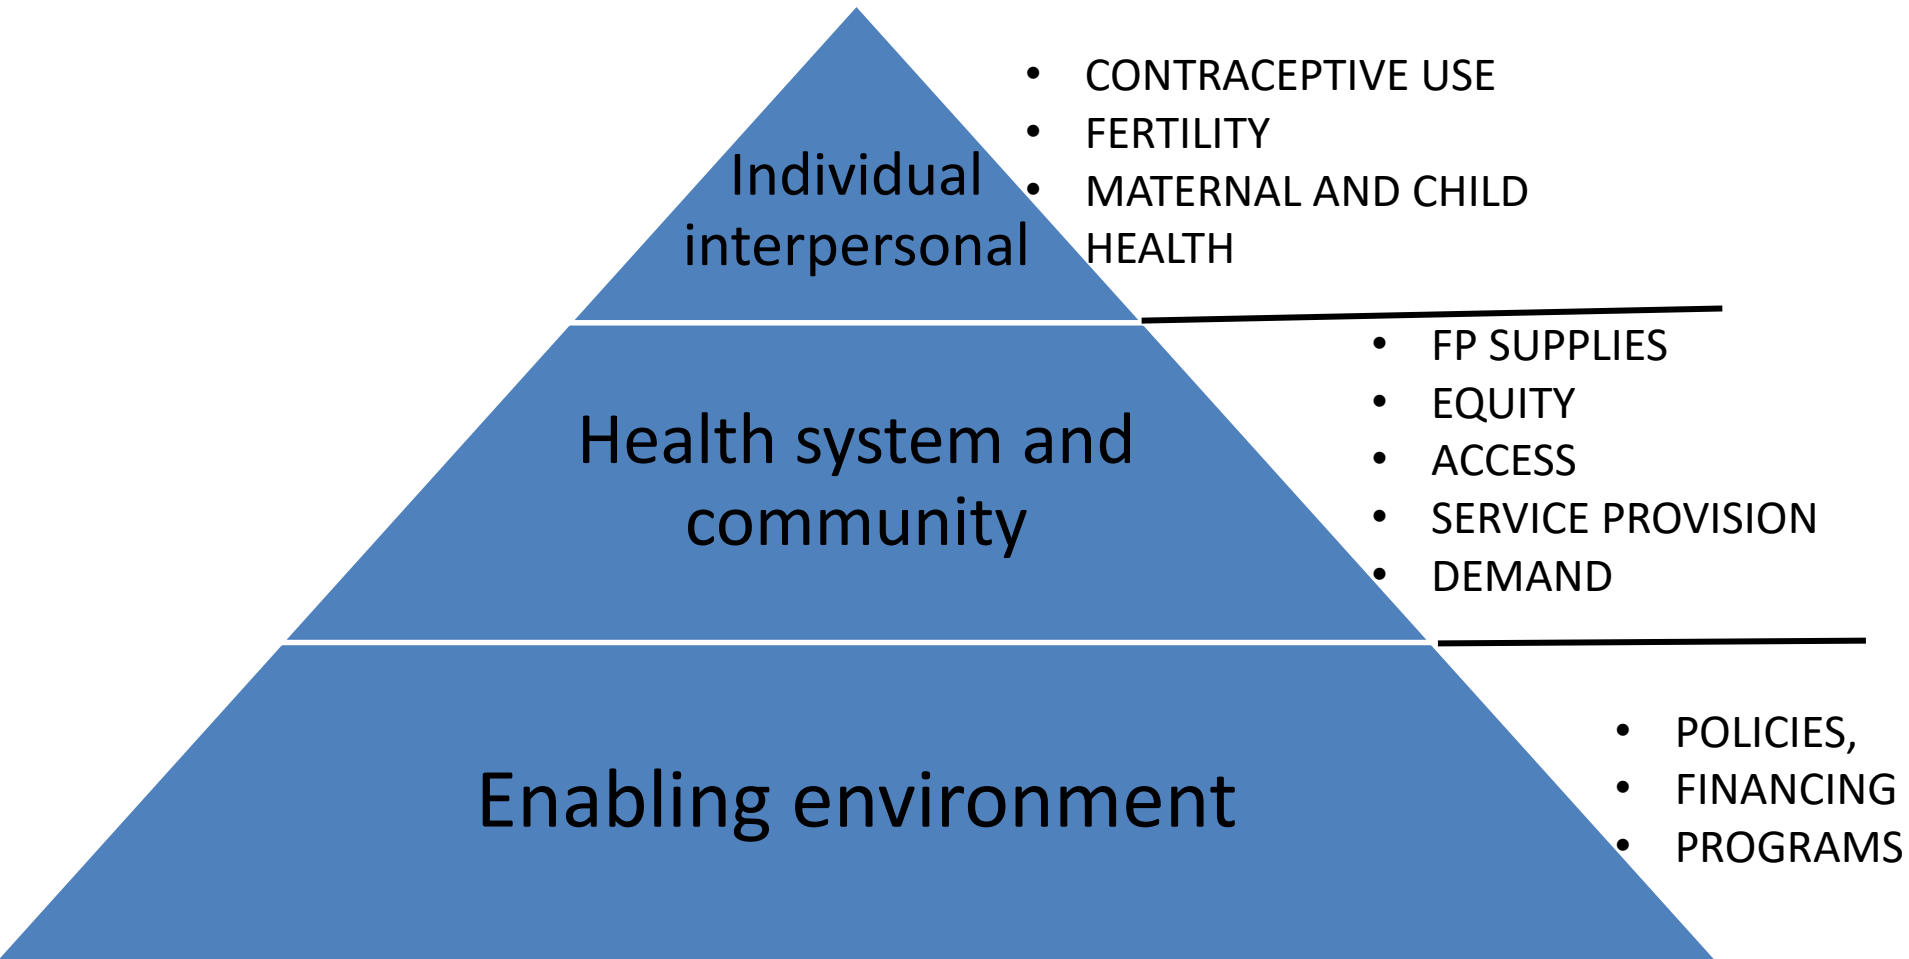 Individual
interpersonal
• CONTRACEPTIVE USE
• FERTILITY
• MATERNAL AND CHILD
HEALTH
Health system and
community
• FP SUPPLIES
• EQUITY
• ACCESS
• SERVICE PROVISION
• DEMAND
Enabling environment
• POLICIES,
• FINANCING
• PROGRAMS